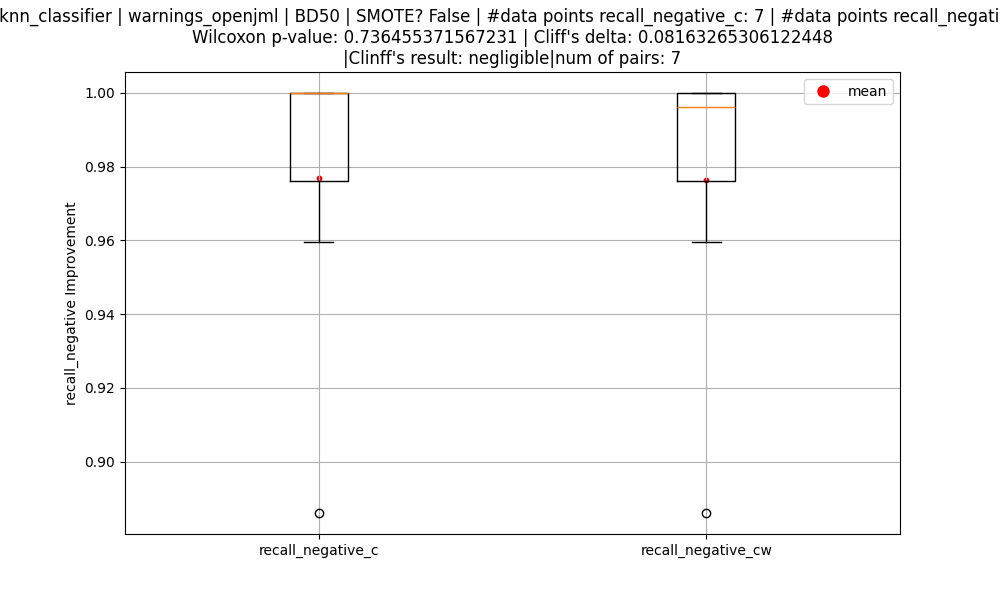 knn_classifier | warnings_openjml | BD50 | SMOTE? False | #data points recall_negative_c: 7 | #data points
Wilcoxon p-value: 0.736455371567231 | Cliff's delta: 0.08163265306122448
|Clinff's result: negligible|num of pairs: 7
mean
1.00
0.98
0.96
0.94
0.92
0.90
recall_negative Improvement
recall_negative_c
recall_negative_cw